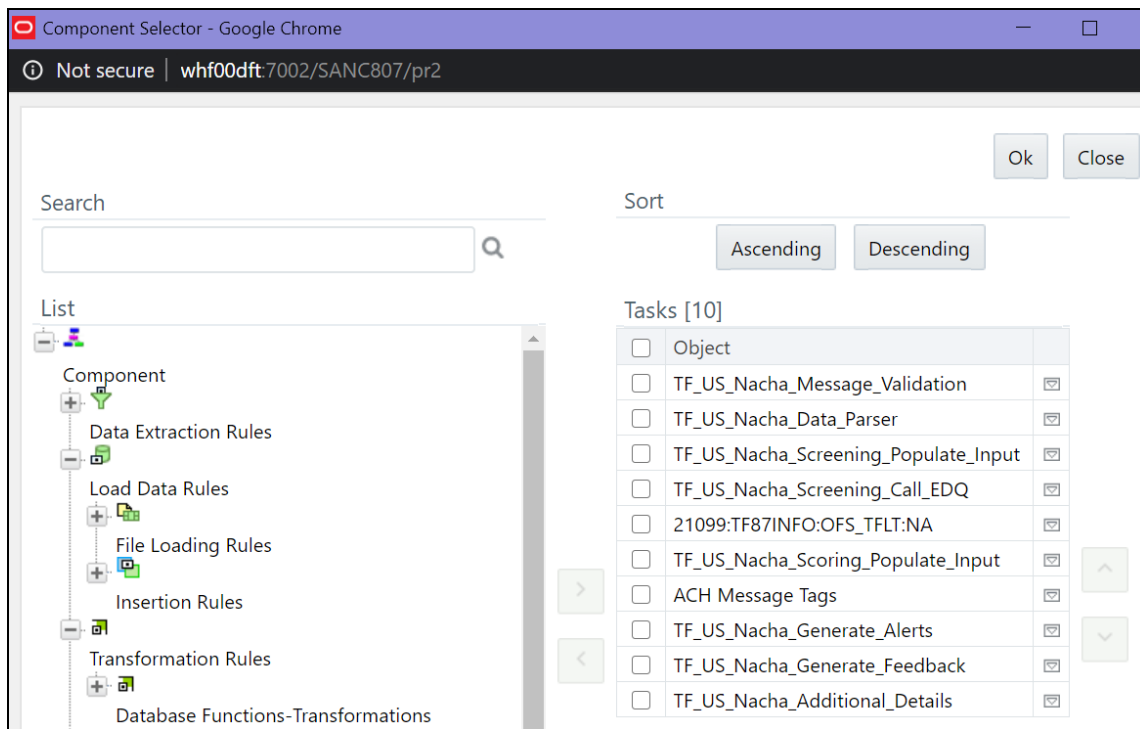 Component Selector - Google Chrome
Not secure | whf00dft:7002/SANC807/pr2
Ok Close
Search
Sort
Ascending Descending
List
Tasks [10]
Component
Data Extraction Rules
Load Data Rules
File Loading Rules
Insertion Rules
Transformation Rules
Database Functions-Transformations
Object
TF_US_Nacha_Message_Validation
TF_US_Nacha_Data_Parser
TF_US_Nacha_Screening_Populate_Input
TF_US_Nacha_Screening_Call_EDQ
21099:TF87INFO:OFS_TFLT:NA
TF_US_Nacha_Scoring_Populate_Input
ACH Message Tags
TF_US_Nacha_Generate_Alerts
TF_US_Nacha_Generate_Feedback
TF_US_Nacha_Additional_Details